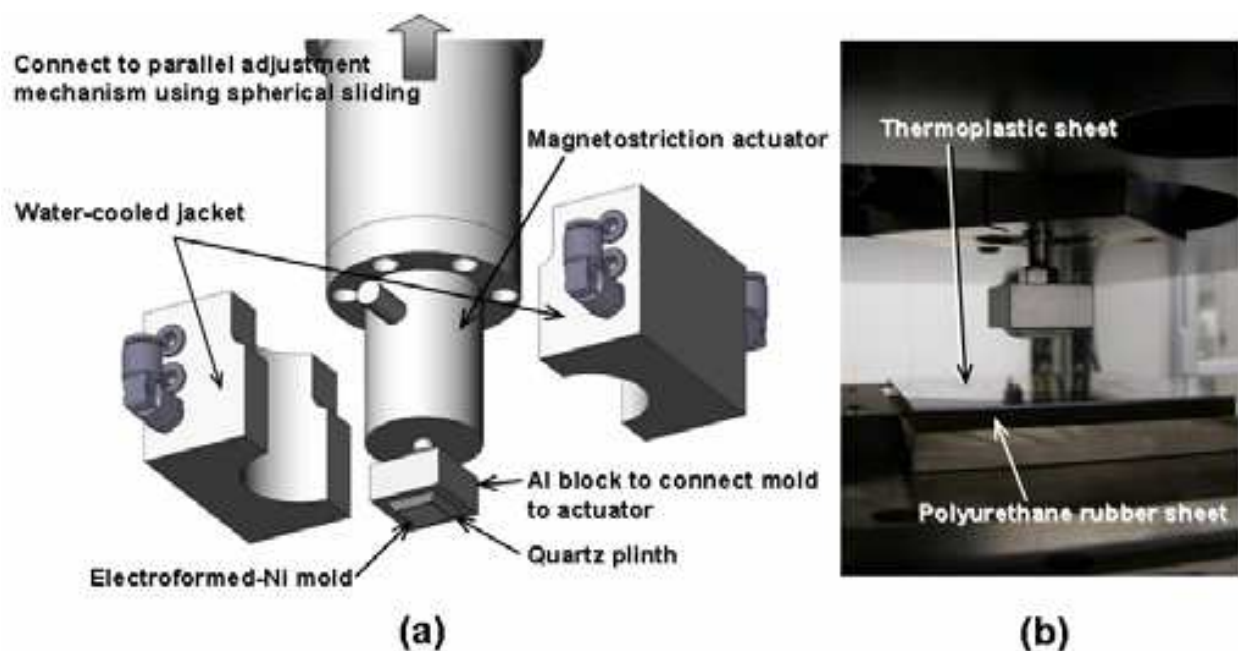 Connect to parallel adjustment
mechanism using spherical sliding
Magnetostriction actuator
Water-cooled jacket
Al block to connect mold
to actuator
Quartz plinth
Electroformed-Ni mold
(a)
Thermoplastic sheet
Polyurethane rubber sheet
(b)